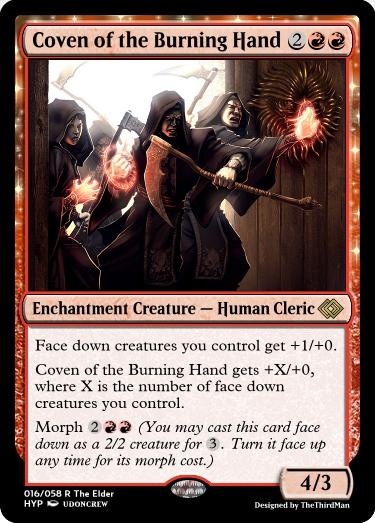 Coven of the Burning Hand 2
Enchantment Creature — Human Cleric
Face down creatures you control get +1/+0.
Coven of the Burning Hand gets +X/+0,
where X is the number of face down
creatures you control.
Morph 2 (You may cast this card face
down as a 2/2 creature for 3. Turn it face up
any time for its morph cost.)
4/3
016/058 R The Elder
HYP UDONCREW
Designed by TheThirdMan